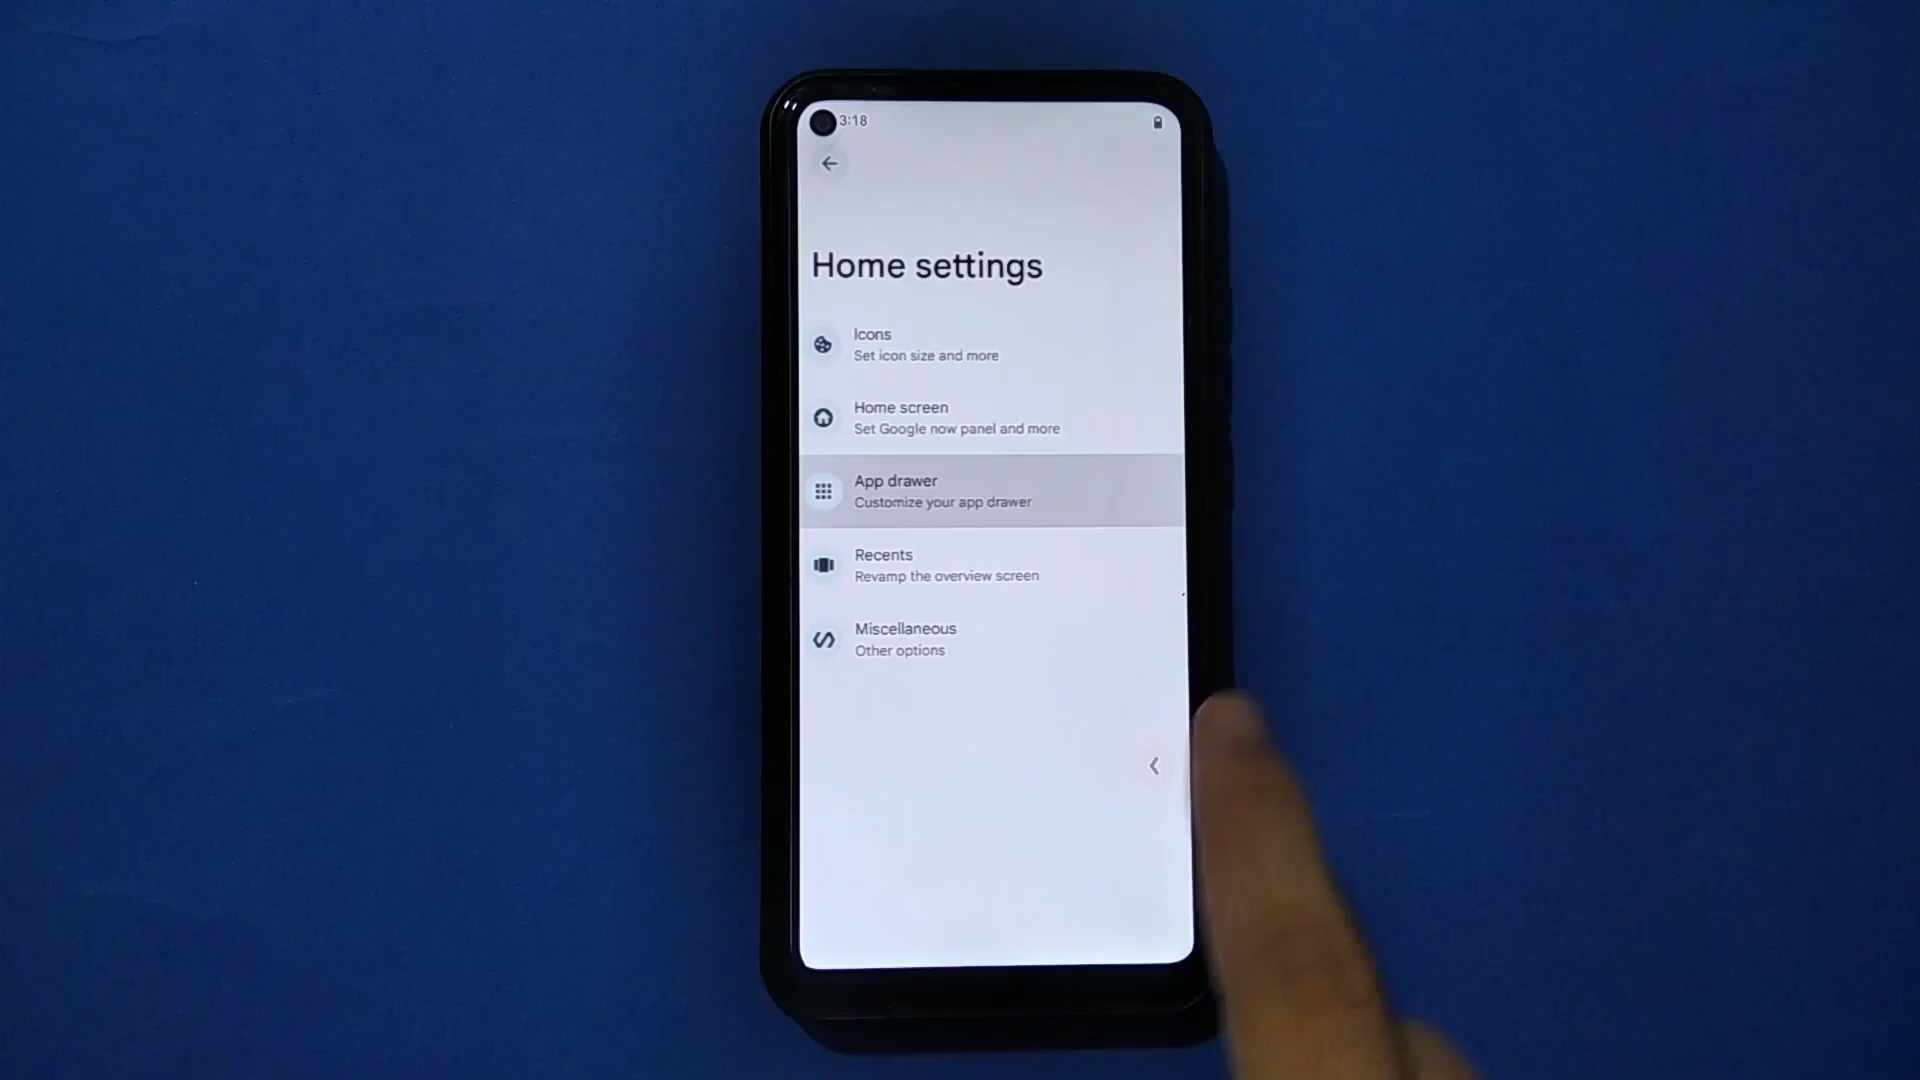 3:18
Home settings
Icons
Set icon size and more
Home screen
Set Google now panel and more
App drawer
Customize your app drawer
Recents
Revamp the overview screen
Miscellaneous
Other options